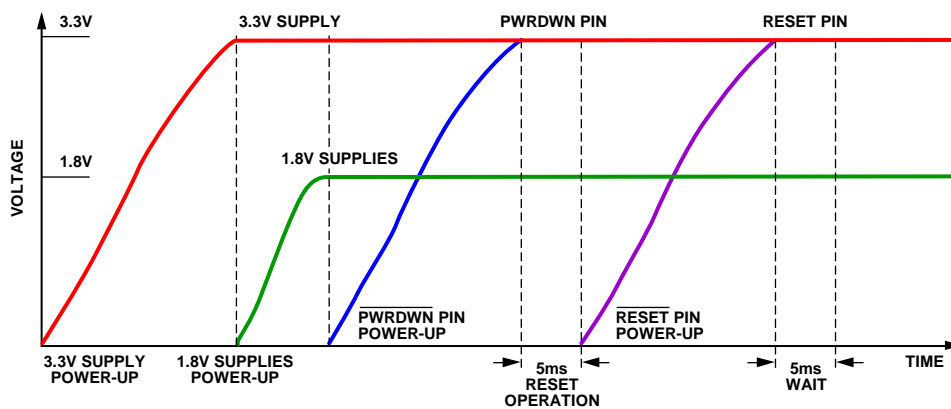 3.3V
3.3V SUPPLY
PWRDWN PIN
RESET PIN
1.8V
1.8V SUPPLIES
VOLTAGE
PWRDWN PIN
POWER-UP
RESET PIN
POWER-UP
3.3V SUPPLY
POWER-UP
1.8V SUPPLIES
POWER-UP
5ms
RESET
OPERATION
5ms
WAIT
TIME